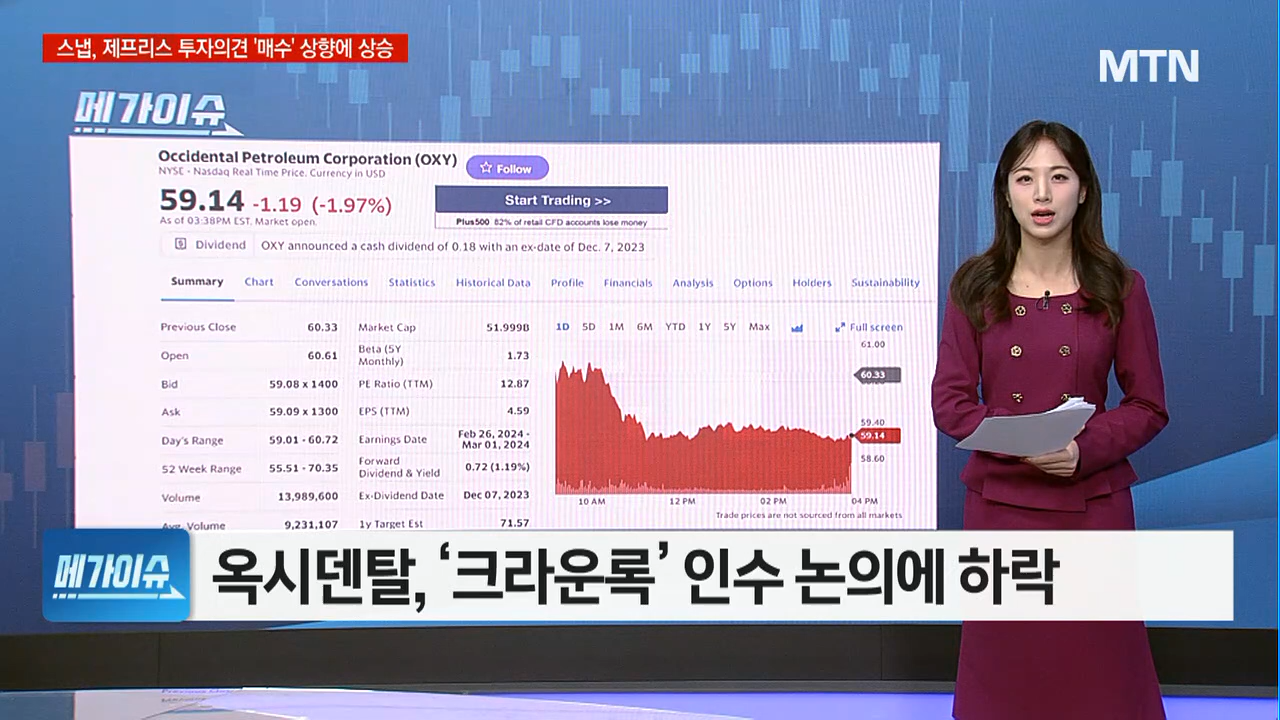 스냅, 제프리스 투자의견 '매수' 상향에 상승
MTN
메가이슈
Occidental Petroleum Corporation (OXY)
Follow
NYSE - Nasdaq Real Time Price. Currency in USD
59.14 -1.19 (-1.97%)
As of 03:38PM EST. Market open.
Start Trading >>
Plus500 82% of retail CFD accounts lose money
Dividend OXY announced a cash dividend of 0.18 with an ex-date of Dec. 7, 2023
Summary Chart Conversations Statistics Historical Data Profile Financials Analysis Options Holders Sustainability
Previous Close 60.33
Open 60.61
Bid 59.08 x 1400
Ask 59.09 x 1300
Day's Range 59.01 - 60.72
52 Week Range 55.51 - 70.35
Volume 13,989,600
Avg. Volume 9,231,107
Market Cap 51.999B
Beta (5Y
Monthly) 1.73
PE Ratio (TTM) 12.87
EPS (TTM) 4.59
Earnings Date Feb 26, 2024 -
Mar 01, 2024
Forward
Dividend & Yield 0.72 (1.19%)
Ex-Dividend Date Dec 07, 2023
1y Target Est 71.57
1D 5D 1M 6M YTD 1Y 5Y Max Full screen
61.00
60.33
59.40
59.14
58.60
10 AM 12 PM 02 PM 04 PM
Trade prices are not sourced from all markets
메가이슈
옥시덴탈, ‘크라운록’ 인수 논의에 하락